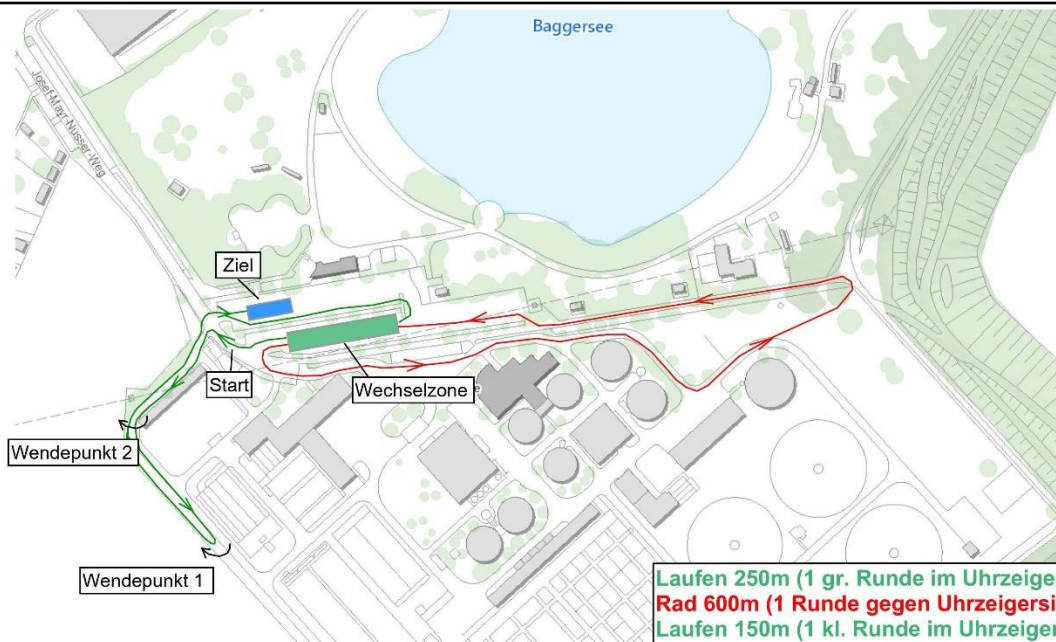 Baggersee
Josef-Mayr-Nusser-Weg
Ziel
Start
Wechselzone
Wendepunkt 2
Wendepunkt 1
Laufen 250m (1 gr. Runde im Uhrzeige
Rad 600m (1 Runde gegen Uhrzeigersi
Laufen 150m (1 kl. Runde im Uhrzeiger